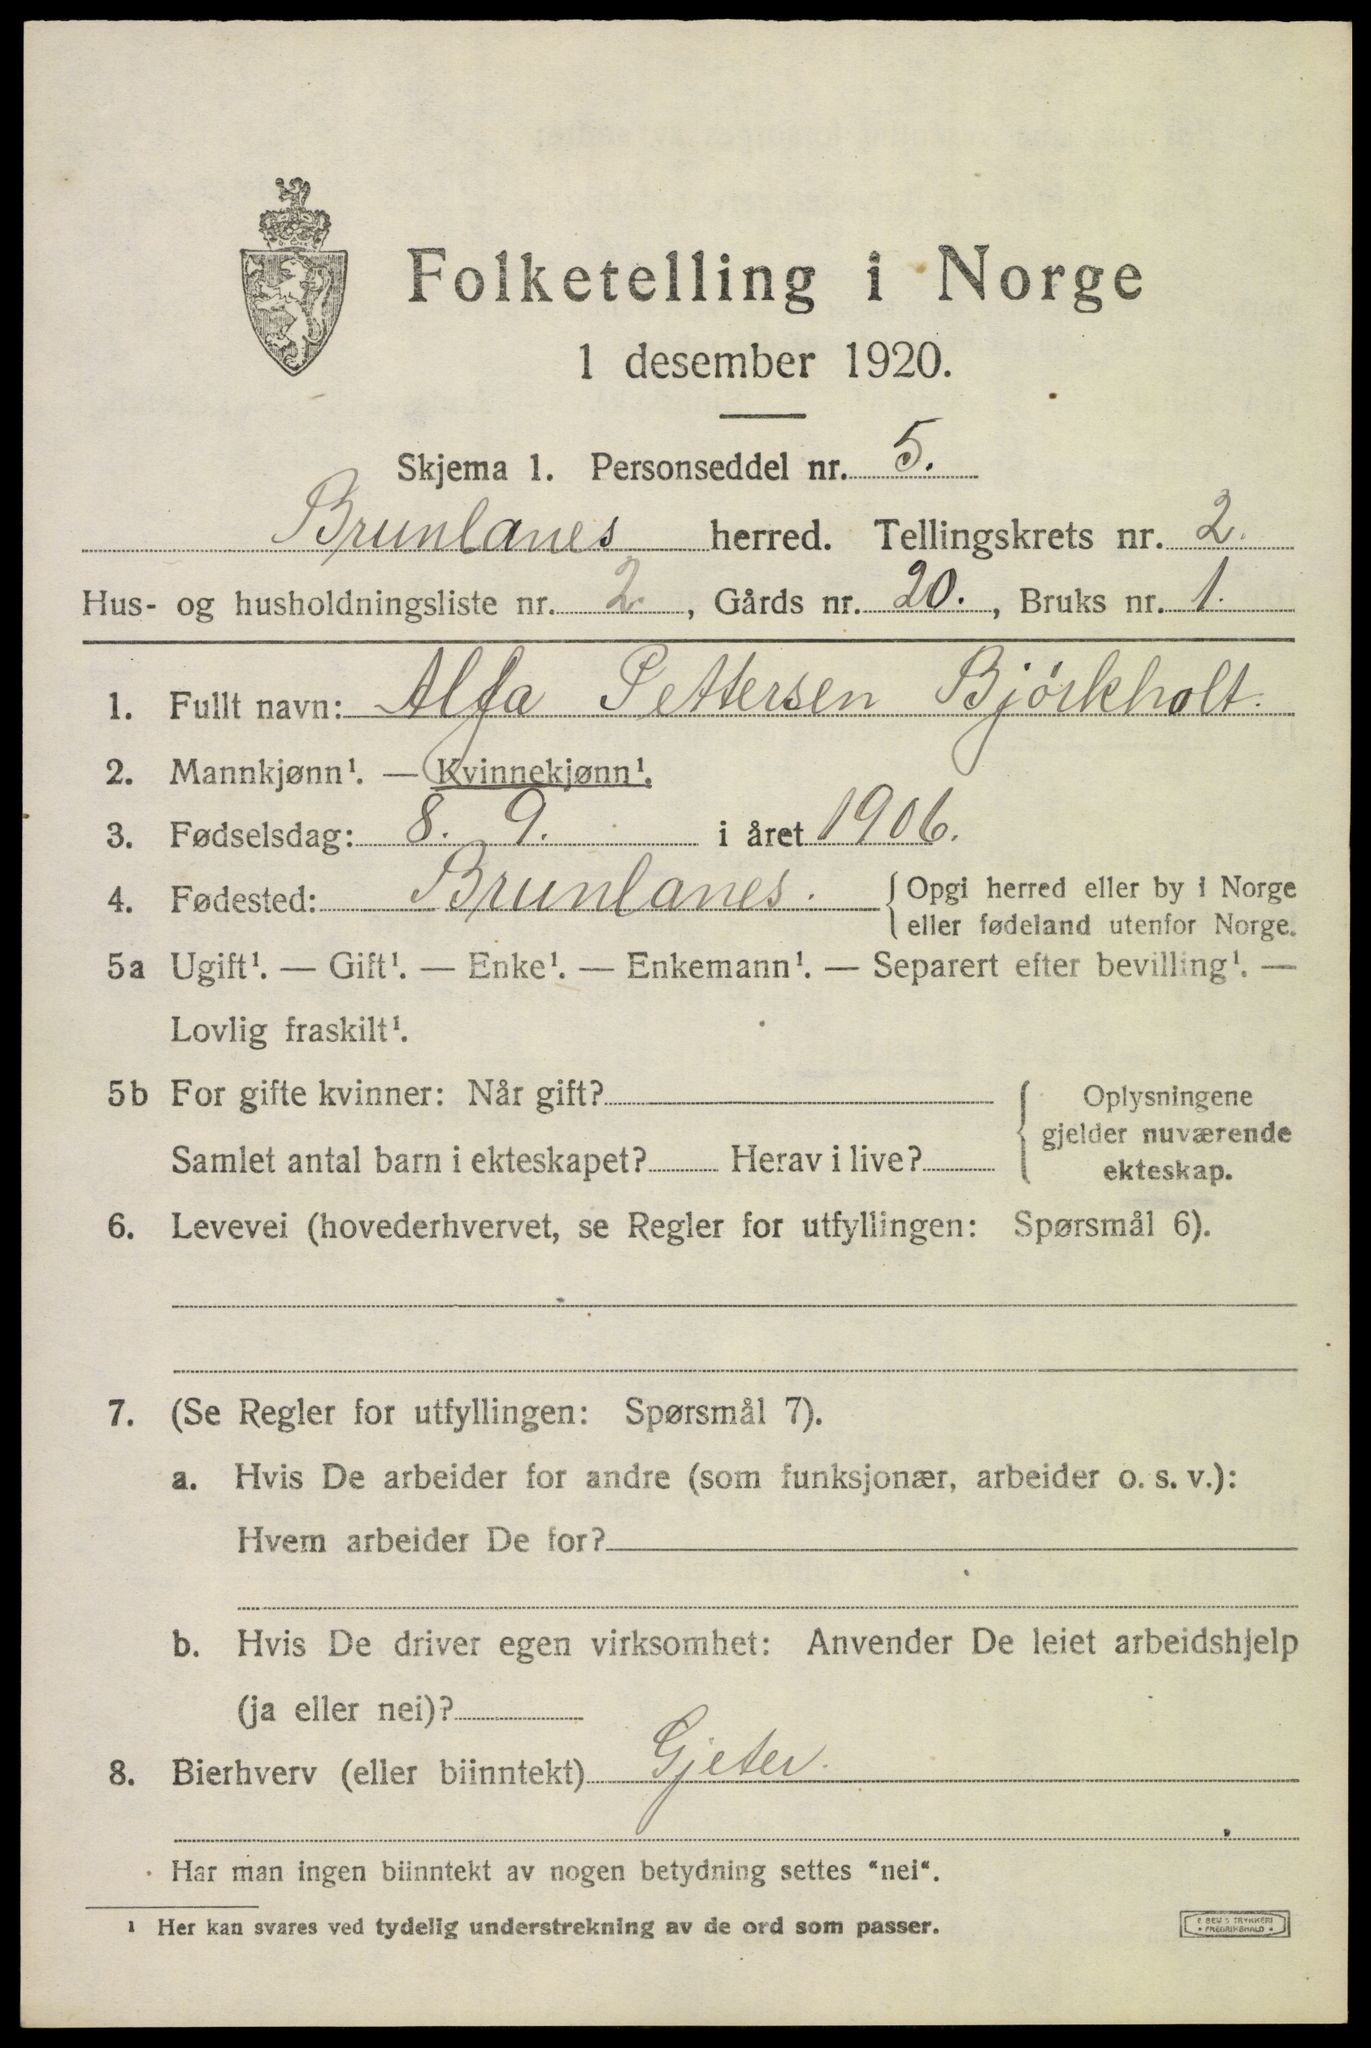 Folketelling i Norge
1 desember 1920.
Skjema 1. Personseddel nr. 5.
Brunlanes herred. Tellingskrets nr. 2.
Hus- og husholdningsliste nr. 2., Gårds nr. 20., Bruks nr. 1.
1. Fullt navn: Alfa Pettersen Bjørkholt.
2. Mannkjønn¹. — Kvinnekjønn¹.
3. Fødselsdag: 8. 9. i året 1906.
4. Fødested: Brunlanes. Opgi herred eller by i Norge
eller fødeland utenfor Norge.
5a Ugift¹. — Gift¹. — Enke¹. — Enkemann¹. — Separert efter bevilling¹. —
Lovlig fraskilt¹.
5b For gifte kvinner: Når gift? Oplysningene
gjelder nuværende
Samlet antal barn i ekteskapet? Herav i live? ekteskap.
6. Levevei (hovederhvervet, se Regler for utfyllingen: Spørsmål 6).
7. (Se Regler for utfyllingen: Spørsmål 7).
a. Hvis De arbeider for andre (som funksjonær, arbeider o. s. v.):
Hvem arbeider De for?
b. Hvis De driver egen virksomhet: Anvender De leiet arbeidshjelp
(ja eller nei)?
8. Bierhverv (eller biinntekt) Gjeter.
Har man ingen biinntekt av nogen betydning settes "nei".
¹ Her kan svares ved tydelig understrekning av de ord som passer.
TRYKKERI
FREDRIKSHALD